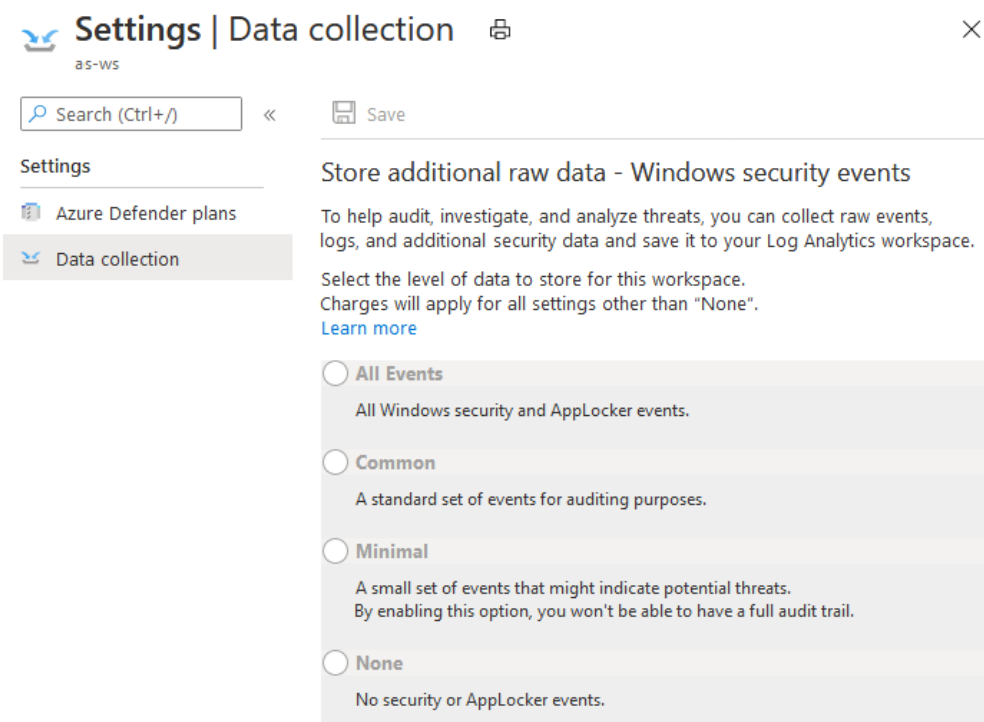 Settings | Data collection
as-ws
Search (Ctrl+/)
«
Save
Settings
Azure Defender plans
Data collection
Store additional raw data - Windows security events
To help audit, investigate, and analyze threats, you can collect raw events,
logs, and additional security data and save it to your Log Analytics workspace.
Select the level of data to store for this workspace.
Charges will apply for all settings other than “None”.
Learn more
All Events
All Windows security and AppLocker events.
Common
A standard set of events for auditing purposes.
Minimal
A small set of events that might indicate potential threats.
By enabling this option, you won't be able to have a full audit trail.
None
No security or AppLocker events.